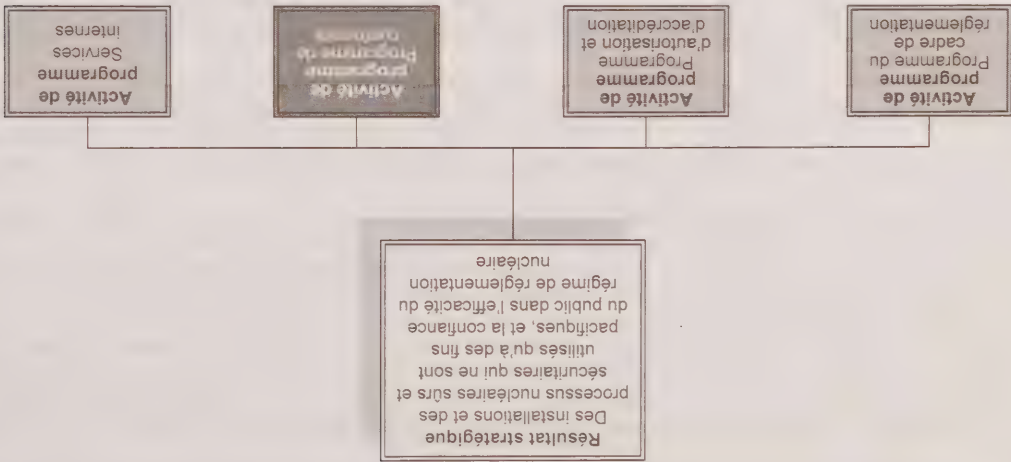 Résultat stratégique
Des installations et des
processus nucléaires sûrs et
sécuritaires qui ne sont
utilisés qu'à des fins
pacifiques, et la confiance
du public dans l'efficacité du
régime de réglementation
nucléaire
Activité de
programme
Programme du
cadre de
réglementation
Activité de
programme
Programme
d'autorisation et
d'accréditation
Activité de
programme
Programme de
Activité de
programme
Services
internes